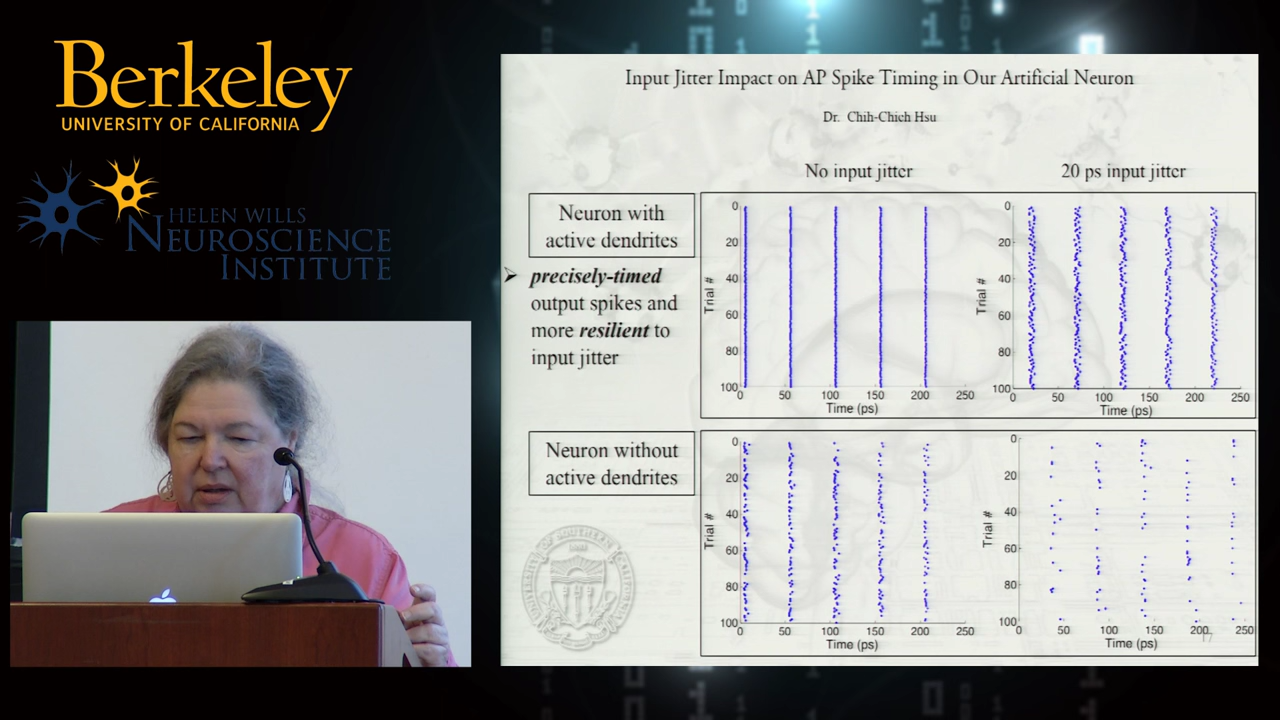 Berkeley
UNIVERSITY OF CALIFORNIA
HELEN WILLS
NEUROSCIENCE
INSTITUTE
Input Jitter Impact on AP Spike Timing in Our Artificial Neuron
Dr. Chih-Chieh Hsu
No input jitter
20 ps input jitter
Neuron with
active dendrites
➢ precisely-timed
output spikes and
more resilient to
input jitter
Trial #
0
20
40
60
80
100
0 50 100 150 200 250
Time (ps)
Trial #
0
20
40
60
80
100
0 50 100 150 200 250
Time (ps)
Neuron without
active dendrites
Trial #
0
20
40
60
80
100
0 50 100 150 200 250
Time (ps)
Trial #
0
20
40
60
80
100
0 50 100 150 200 250
Time (ps)
17